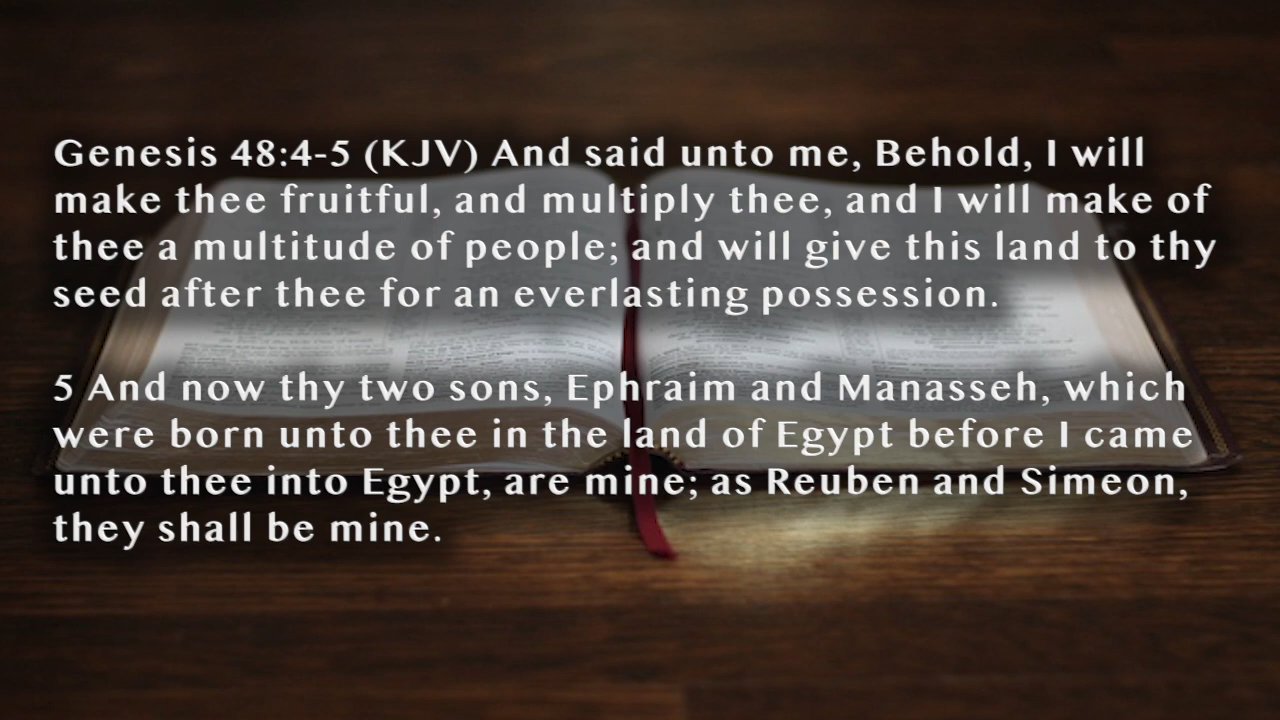 Genesis 48:4-5 (KJV) And said unto me, Behold, I will
make thee fruitful, and multiply thee, and I will make of
thee a multitude of people; and will give this land to thy
seed after thee for an everlasting possession.
5 And now thy two sons, Ephraim and Manasseh, which
were born unto thee in the land of Egypt before I came
unto thee into Egypt, are mine; as Reuben and Simeon,
they shall be mine.